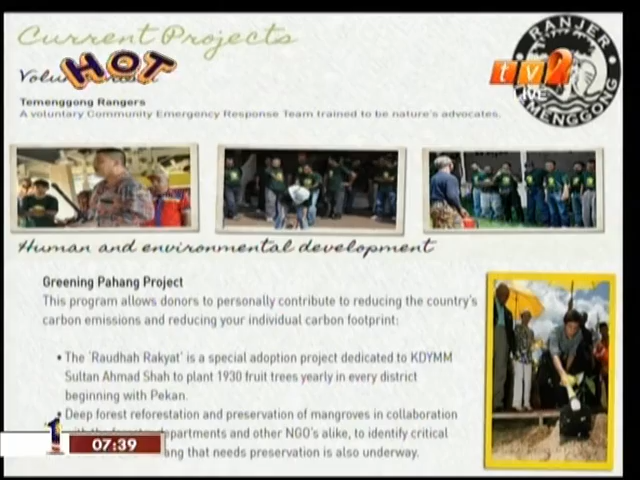 Current Projects
HOT
RANJER
TEMENGGONG
tv2
LIVE
Temenggong Rangers
A voluntary Community Emergency Response Team trained to be nature's advocates.
Human and environmental development
Greening Pahang Project
This program allows donors to personally contribute to reducing the country's
carbon emissions and reducing your individual carbon footprint:
• The 'Raudhah Rakyat' is a special adoption project dedicated to KDYMM
Sultan Ahmad Shah to plant 1930 fruit trees yearly in every district
beginning with Pekan.
Deep forest reforestation and preservation of mangroves in collaboration
departments and other NGO's alike, to identify critical
that needs preservation is also underway.
1
07:39